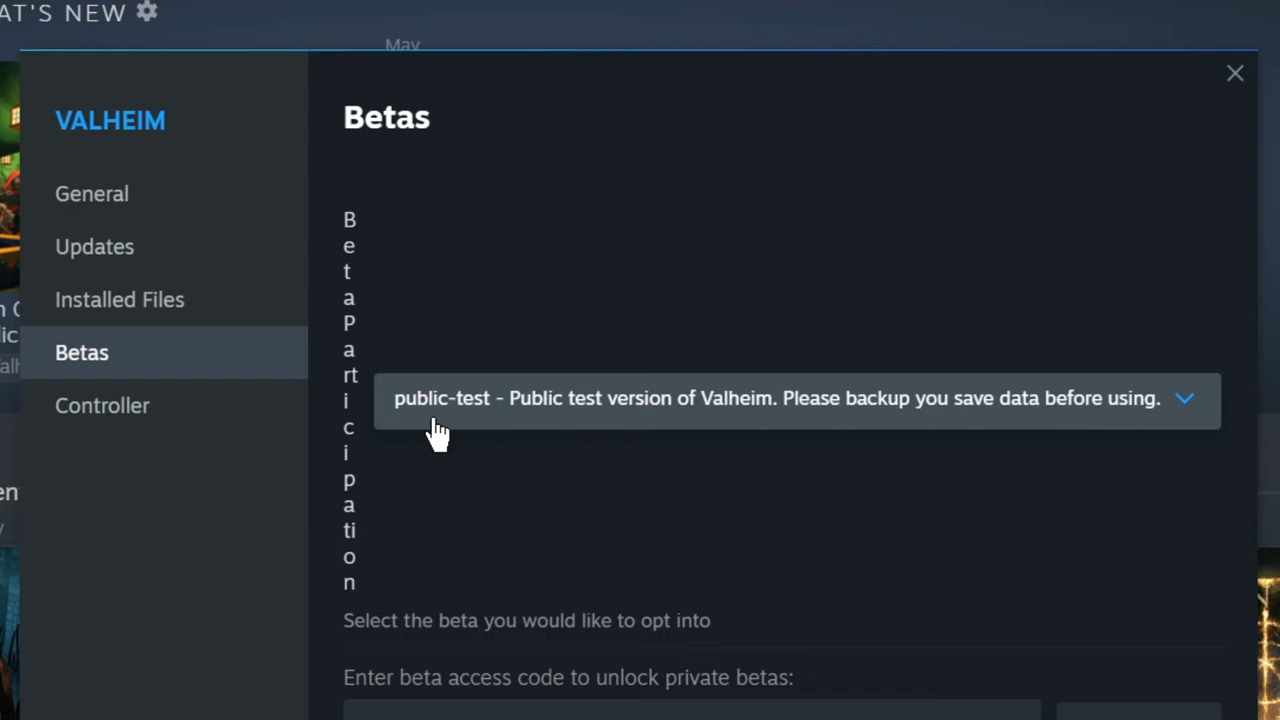 AT'S NEW
May
VALHEIM
Betas
General
Updates
Installed Files
Betas
Controller
Beta Participation
public-test - Public test version of Valheim. Please backup you save data before using.
Select the beta you would like to opt into
Enter beta access code to unlock private betas: